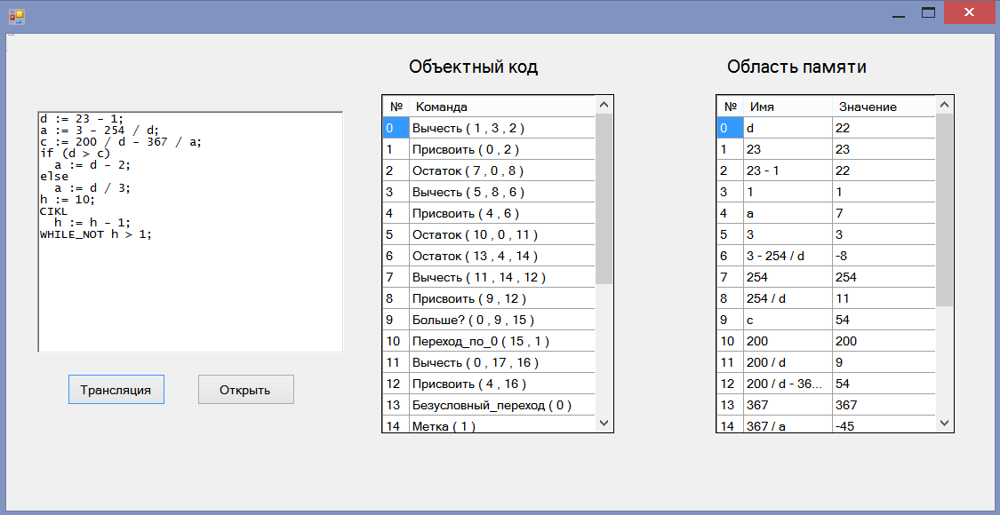 Объектный код
Область памяти
d := 23 - 1;
a := 3 - 254 / d;
c := 200 / d - 367 / a;
if (d > c)
a := d - 2;
else
a := d / 3;
h := 10;
CIKL
h := h - 1;
WHILE_NOT h > 1;
Трансляция
Открыть
№ Команда
0 Вычесть ( 1 , 3 , 2 )
1 Присвоить ( 0 , 2 )
2 Остаток ( 7 , 0 , 8 )
3 Вычесть ( 5 , 8 , 6 )
4 Присвоить ( 4 , 6 )
5 Остаток ( 10 , 0 , 11 )
6 Остаток ( 13 , 4 , 14 )
7 Вычесть ( 11 , 14 , 12 )
8 Присвоить ( 9 , 12 )
9 Больше? ( 0 , 9 , 15 )
10 Переход_по_0 ( 15 , 1 )
11 Вычесть ( 0 , 17 , 16 )
12 Присвоить ( 4 , 16 )
13 Безусловный_переход ( 0 )
14 Метка ( 1 )
№ Имя Значение
0 d 22
1 23 23
2 23 - 1 22
3 1 1
4 a 7
5 3 3
6 3 - 254 / d -8
7 254 254
8 254 / d 11
9 c 54
10 200 200
11 200 / d 9
12 200 / d - 36... 54
13 367 367
14 367 / a -45